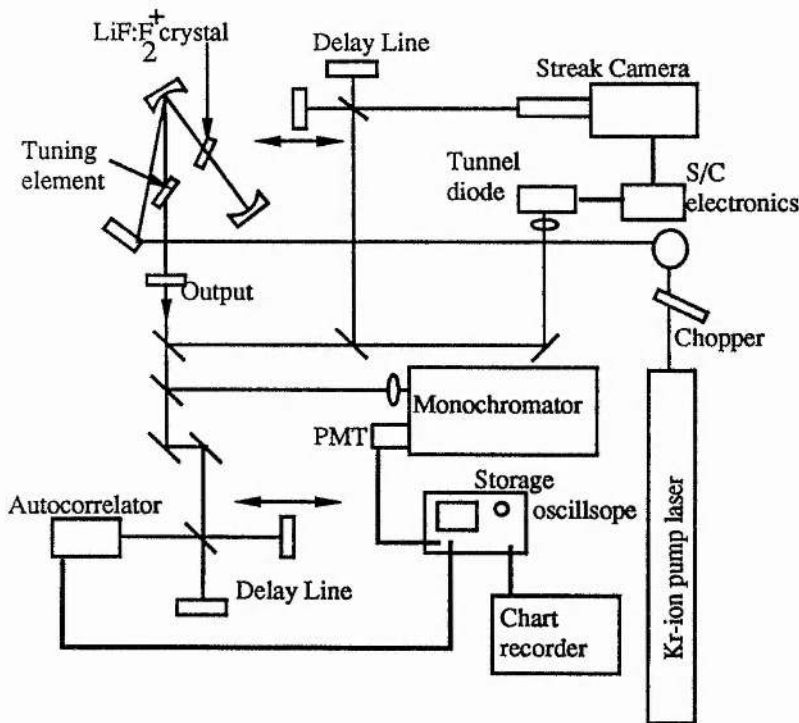 LiF:F₂⁺ crystal
Delay Line
Streak Camera
Tuning
element
Tunnel
diode
S/C
electronics
Output
Chopper
Monochromator
PMT
Storage
oscillsope
Autocorrelator
Delay Line
Chart
recorder
Kr-ion pump laser